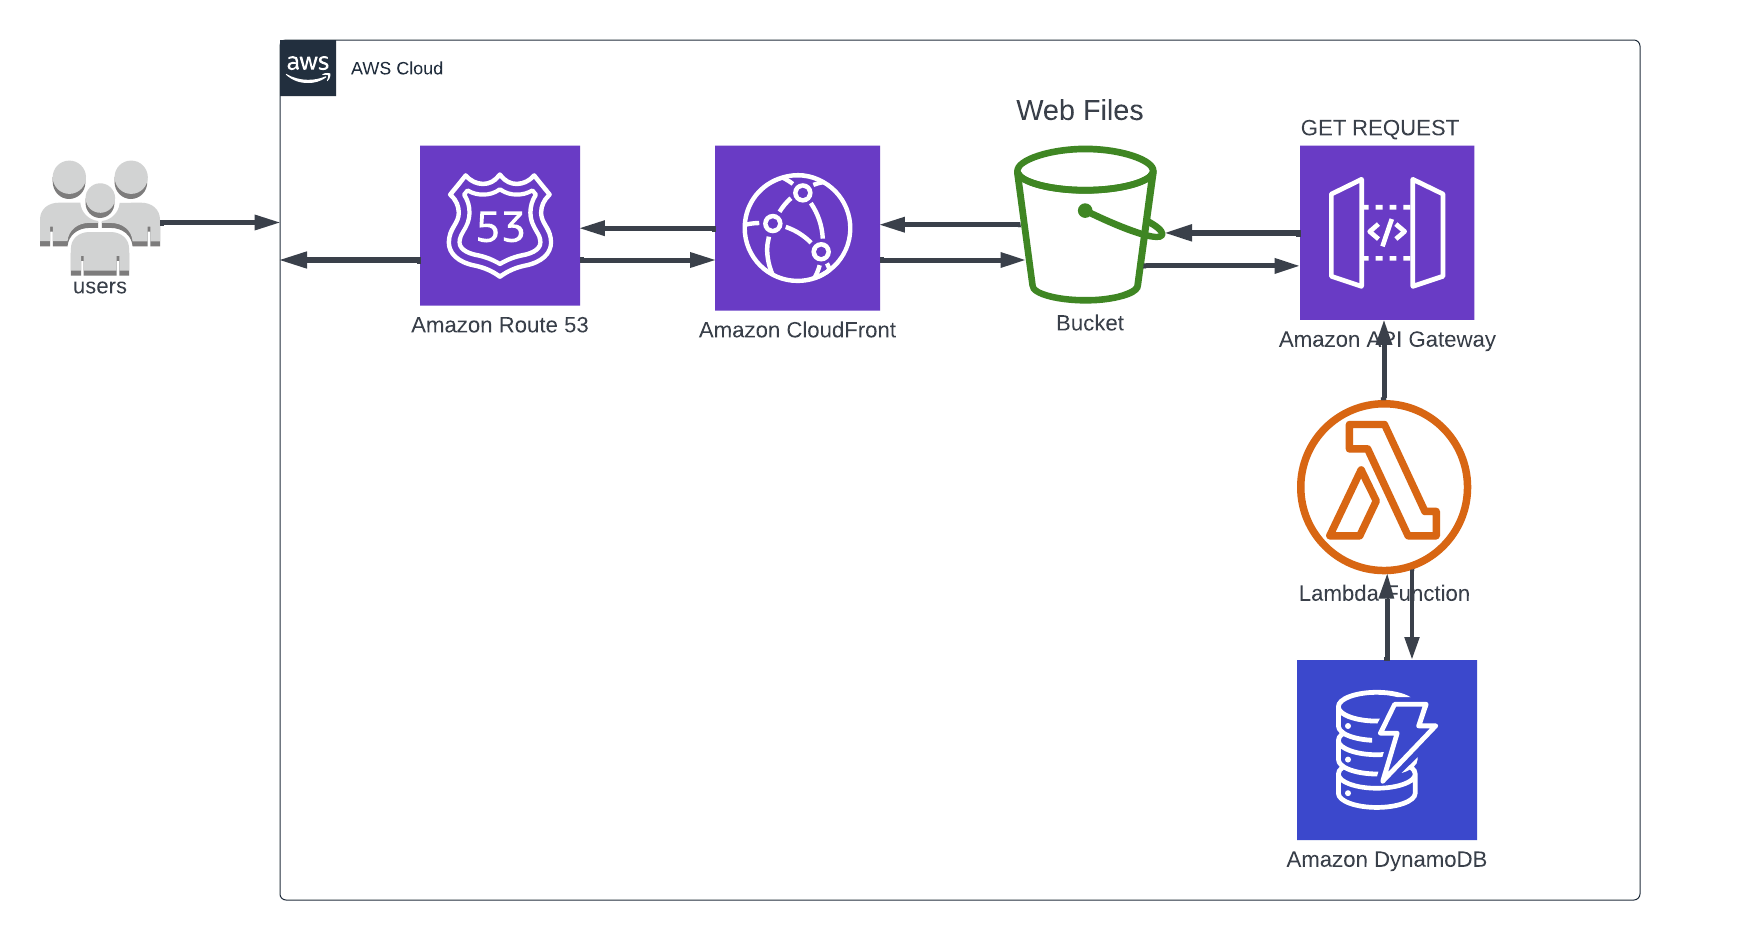 aws
AWS Cloud
Web Files
GET REQUEST
53
users
Amazon Route 53
Amazon CloudFront
Bucket
Amazon API Gateway
Lambda Function
Amazon DynamoDB